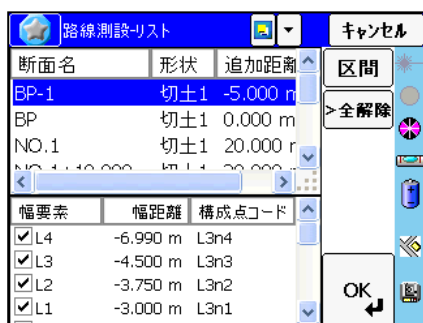 路線測設-リスト
キャンセル
断面名 形状 追加距離
BP-1 切土1 -5.000 m
BP 切土1 0.000 m
NO.1 切土1 20.000
区間
>全解除
幅要素 幅距離 構成点コード
L4 -6.990 m L3n4
L3 -4.500 m L3n3
L2 -3.750 m L3n2
L1 -3.000 m L3n1
OK